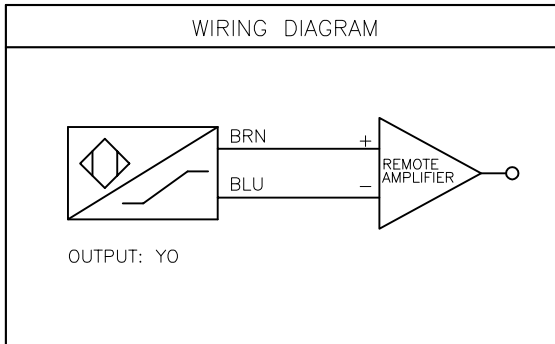 WIRING DIAGRAM
BRN
+
REMOTE
AMPLIFIER
BLU
−
OUTPUT: YO